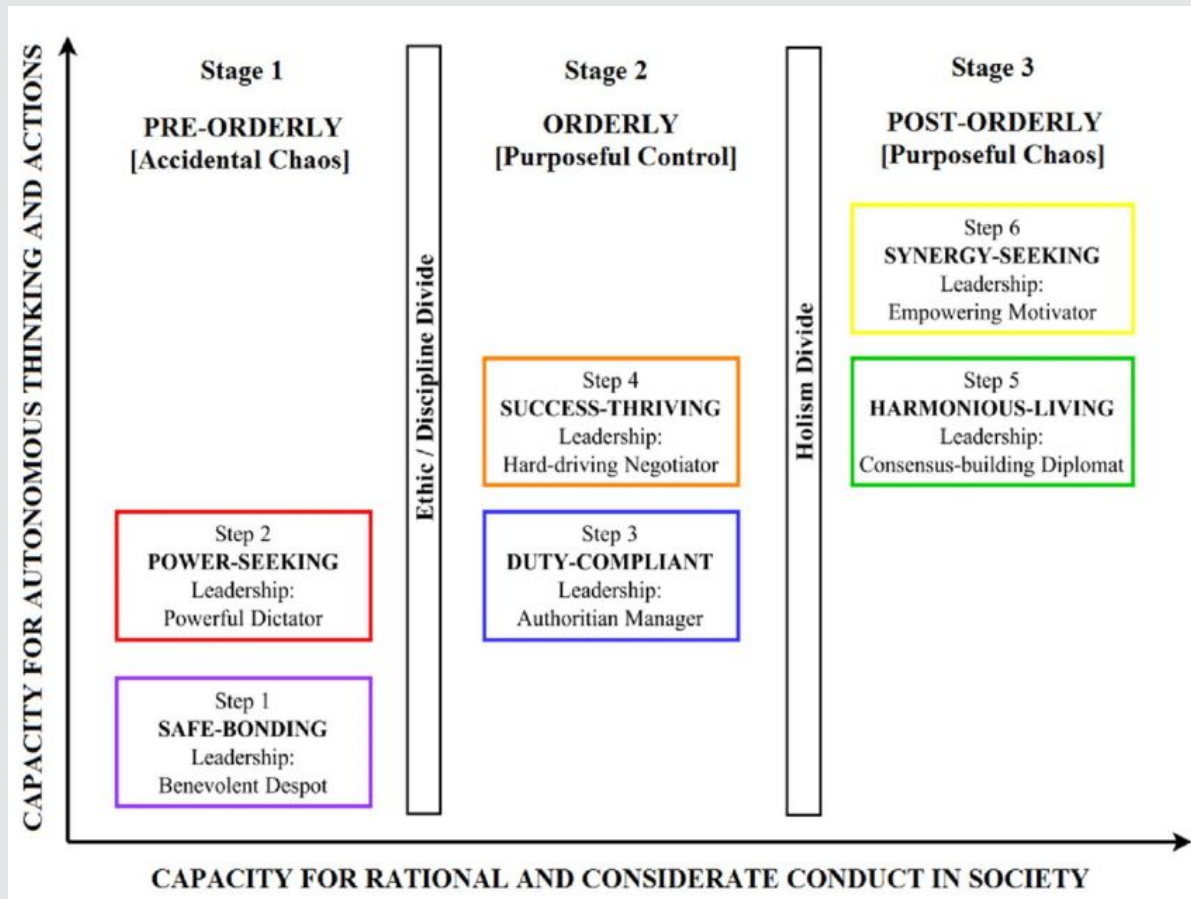 CAPACITY FOR AUTONOMOUS THINKING AND ACTIONS
Stage 1
PRE-ORDERLY
[Accidental Chaos]
Step 2
POWER-SEEKING
Leadership:
Powerful Dictator
Step 1
SAFE-BONDING
Leadership:
Benevolent Despot
Ethic / Discipline Divide
Stage 2
ORDERLY
[Purposeful Control]
Step 4
SUCCESS-THRIVING
Leadership:
Hard-driving Negotiator
Step 3
DUTY-COMPLIANT
Leadership:
Authoritian Manager
Holism Divide
Stage 3
POST-ORDERLY
[Purposeful Chaos]
Step 6
SYNERGY-SEEKING
Leadership:
Empowering Motivator
Step 5
HARMONIOUS-LIVING
Leadership:
Consensus-building Diplomat
CAPACITY FOR RATIONAL AND CONSIDERATE CONDUCT IN SOCIETY